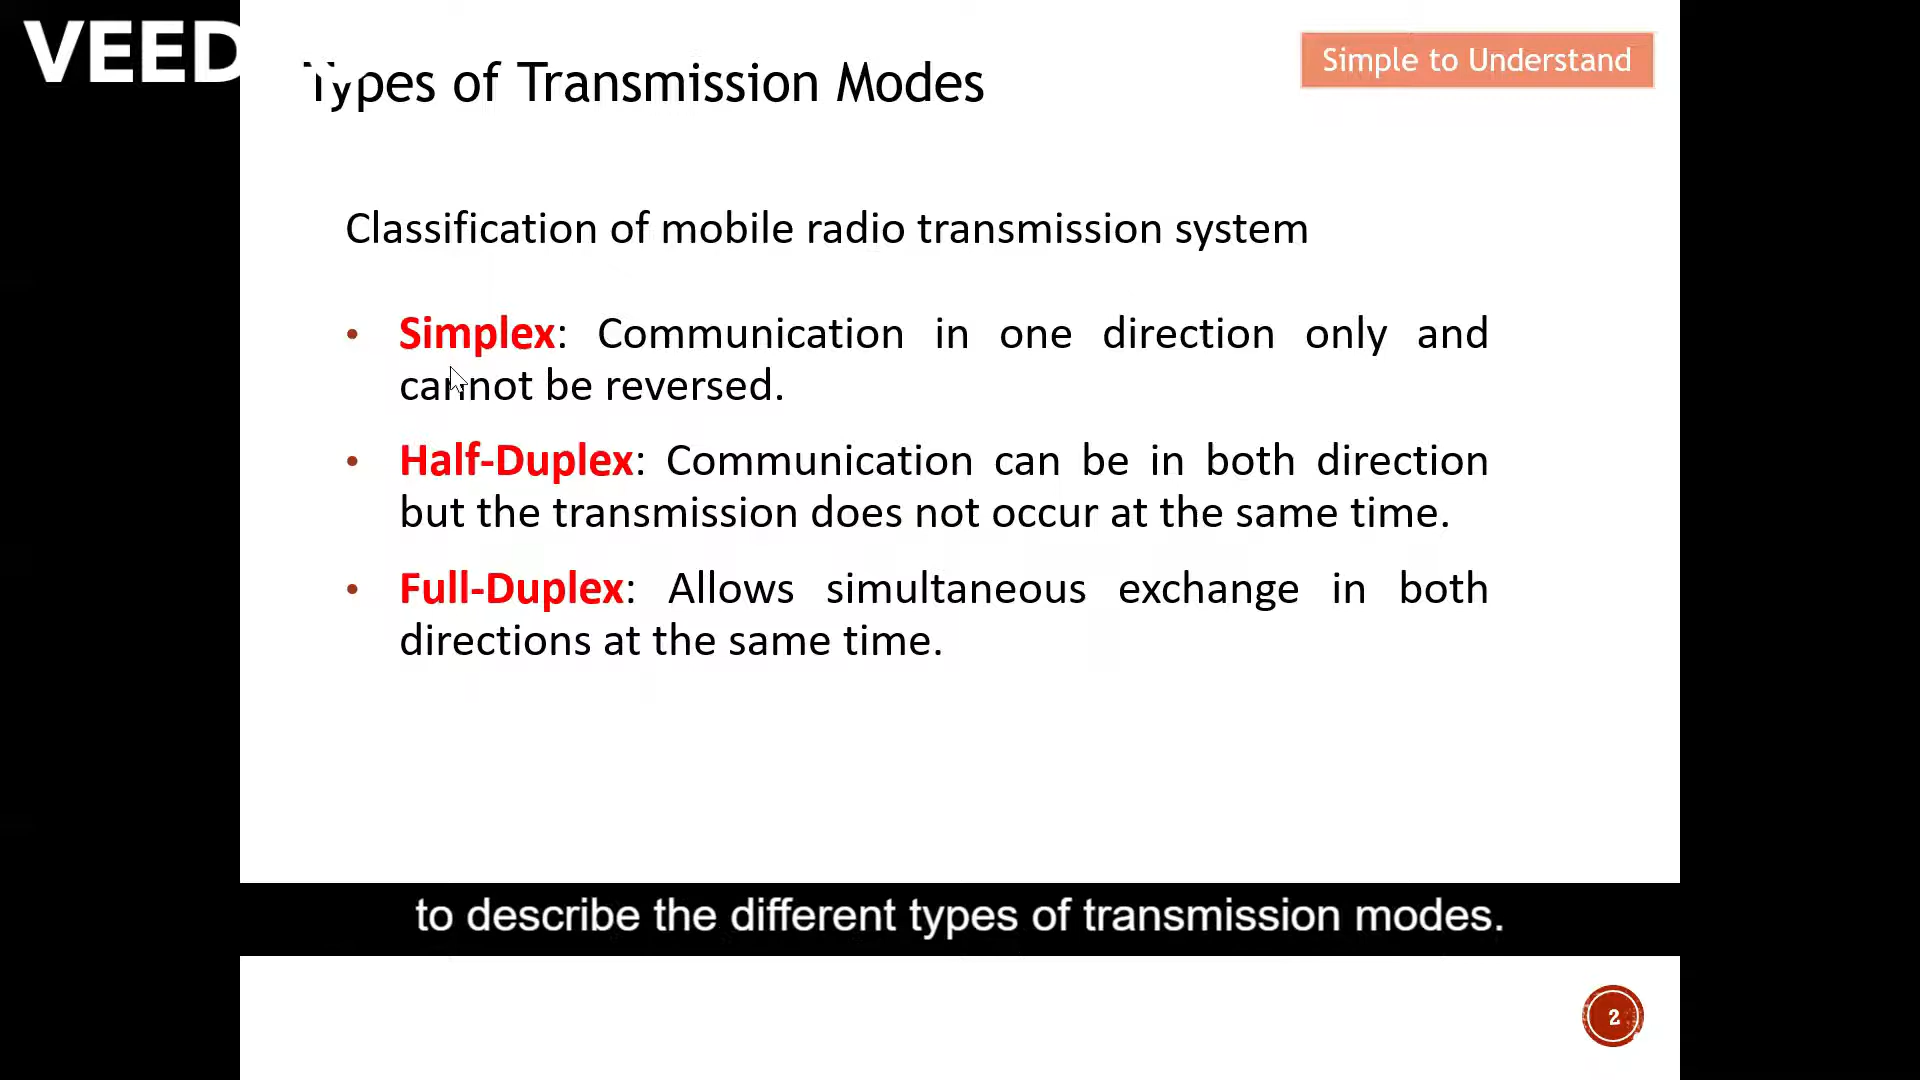 VEED
Types of Transmission Modes
Simple to Understand
Classification of mobile radio transmission system
• Simplex: Communication in one direction only and
cannot be reversed.
• Half-Duplex: Communication can be in both direction
but the transmission does not occur at the same time.
• Full-Duplex: Allows simultaneous exchange in both
directions at the same time.
to describe the different types of transmission modes.
2